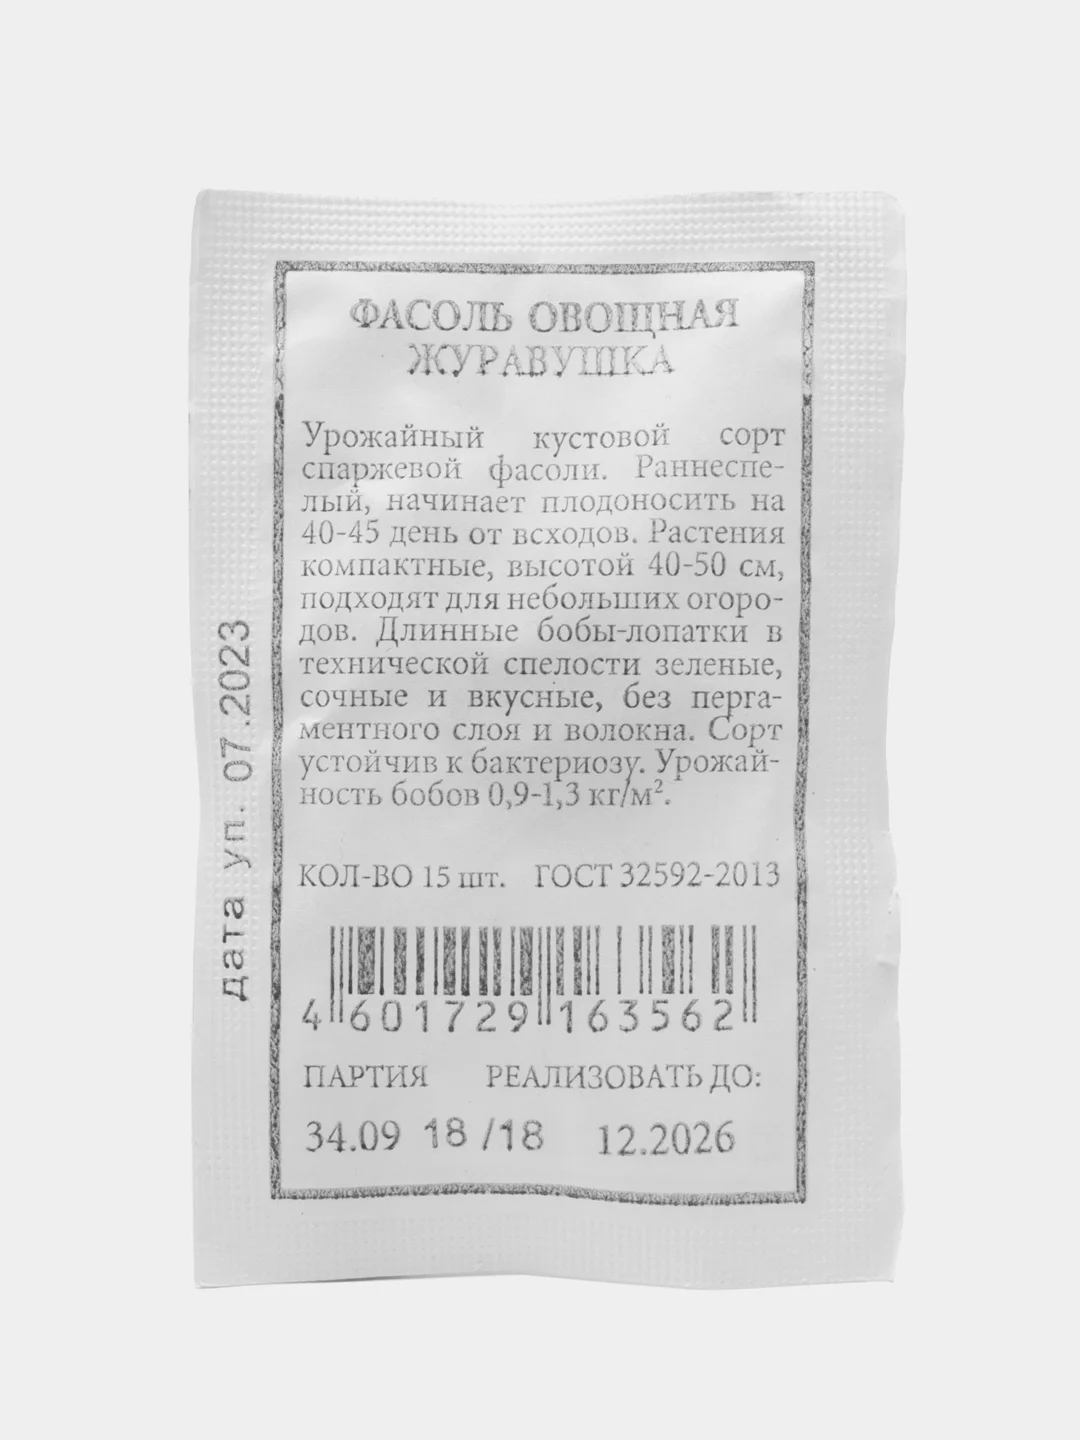 ФАСОЛЬ ОВОЩНАЯ
ЖУРАВУШКА
Урожайный кустовой сорт
спаржевой фасоли. Раннеспе-
лый, начинает плодоносить на
40-45 день от всходов. Растения
компактные, высотой 40-50 см,
подходят для небольших огоро-
дов. Длинные бобы-лопатки в
технической спелости зеленые,
сочные и вкусные, без перга-
ментного слоя и волокна. Сорт
устойчив к бактериозу. Урожай-
ность бобов 0,9-1,3 кг/м².
КОЛ-ВО 15 шт. ГОСТ 32592-2013
4 601729 163562
ПАРТИЯ РЕАЛИЗОВАТЬ ДО:
34.09 18 /18 12.2026
дата уп. 07.2023